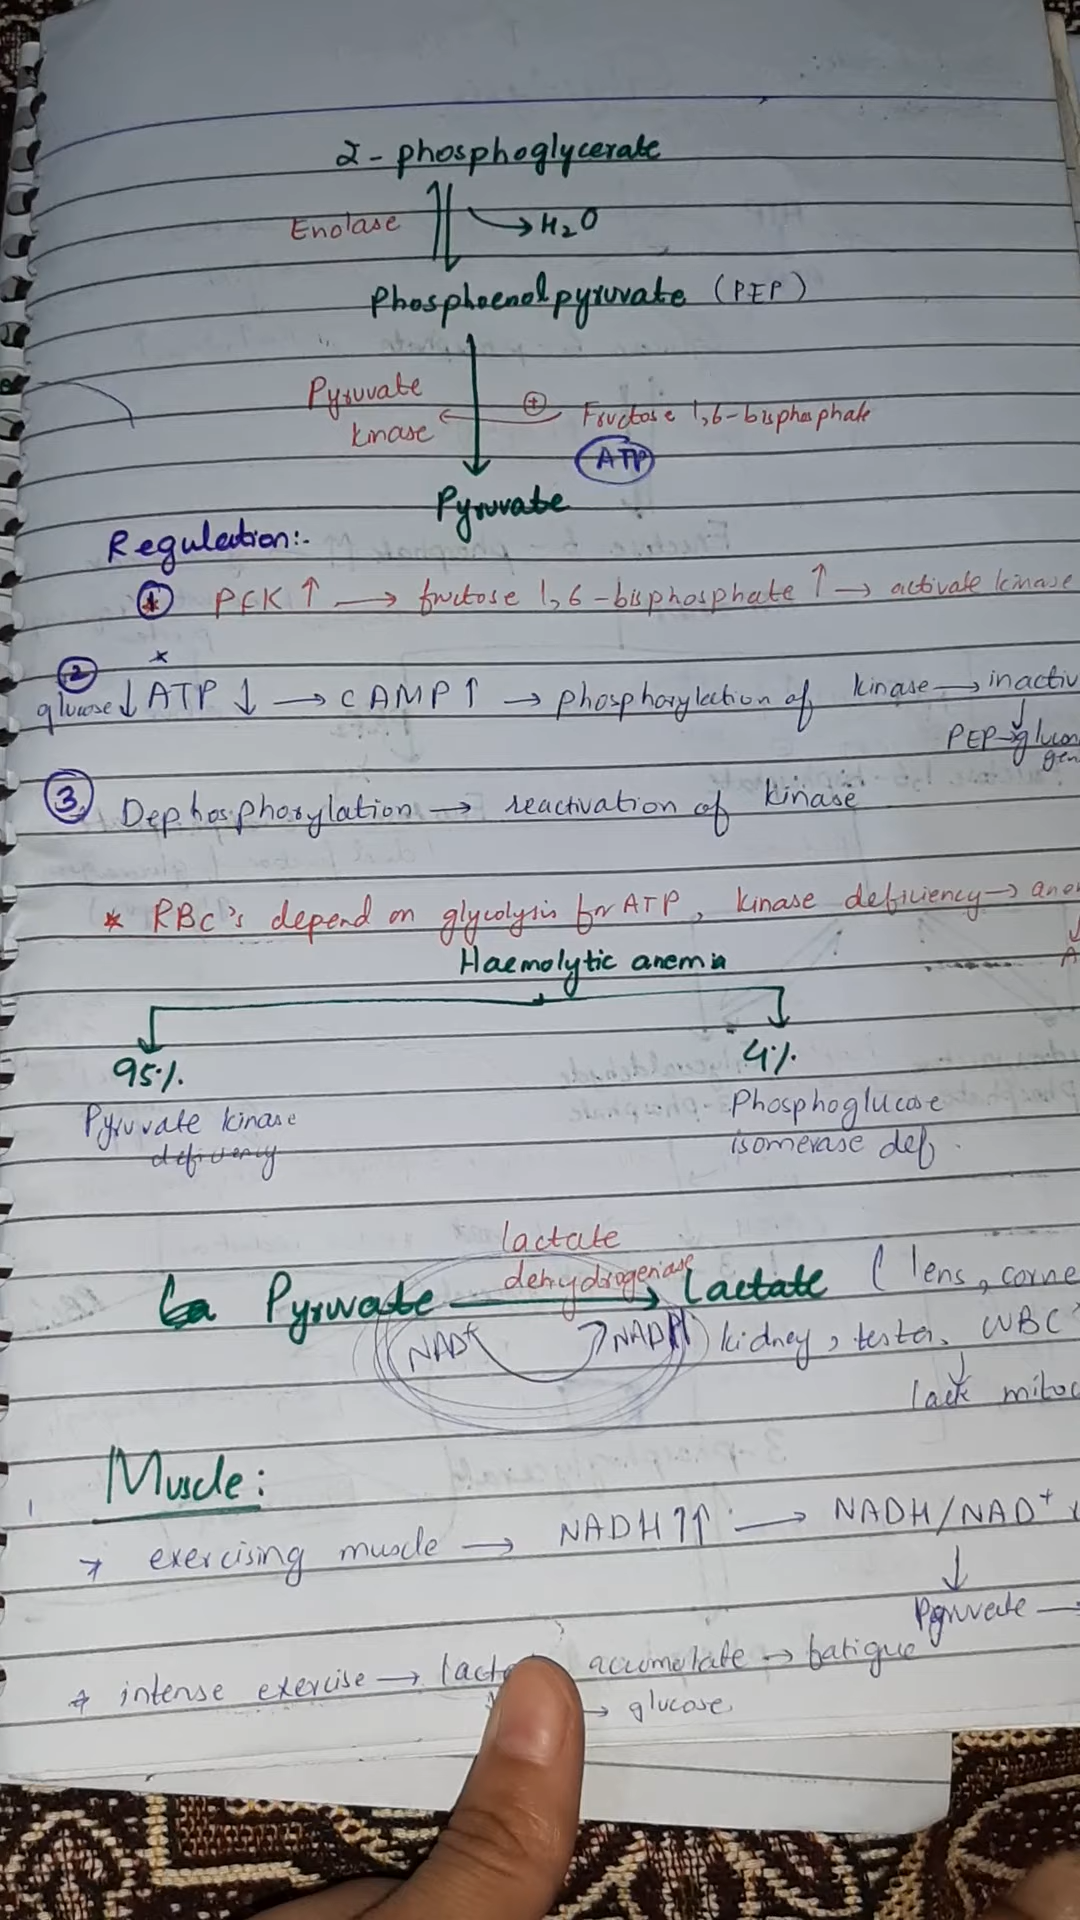 2-phosphoglycerate
Enolase → H2O
Phosphoenolpyruvate (PEP)
Pyruvate
kinase
⊕ Fructose 1,6-bisphosphate
ATP
Pyruvate
Regulation:-
① PFK ↑ → fructose 1,6-bisphosphate ↑ → activate kinase
② glucose ↓ ATP ↓ → cAMP ↑ → phosphorylation of kinase → inactiv
PEP → glucon
gen
③ Dephosphorylation → reactivation of kinase
* RBC's depend on glycolysis for ATP, kinase deficiency → anem
Haemolytic anemia
95% 4%
Pyruvate kinase
deficiency
Phosphoglucose
isomerase def.
lactate
dehydrogenase
Pyruvate → Lactate ( lens, corne
NAD+ NADH kidney, testes, WBC
lack mitoc
Muscle:
* exercising muscle → NADH ↑↑ → NADH/NAD+
↓
Pyruvate →
* intense exercise → lact accumulate → fatigue
→ glucose